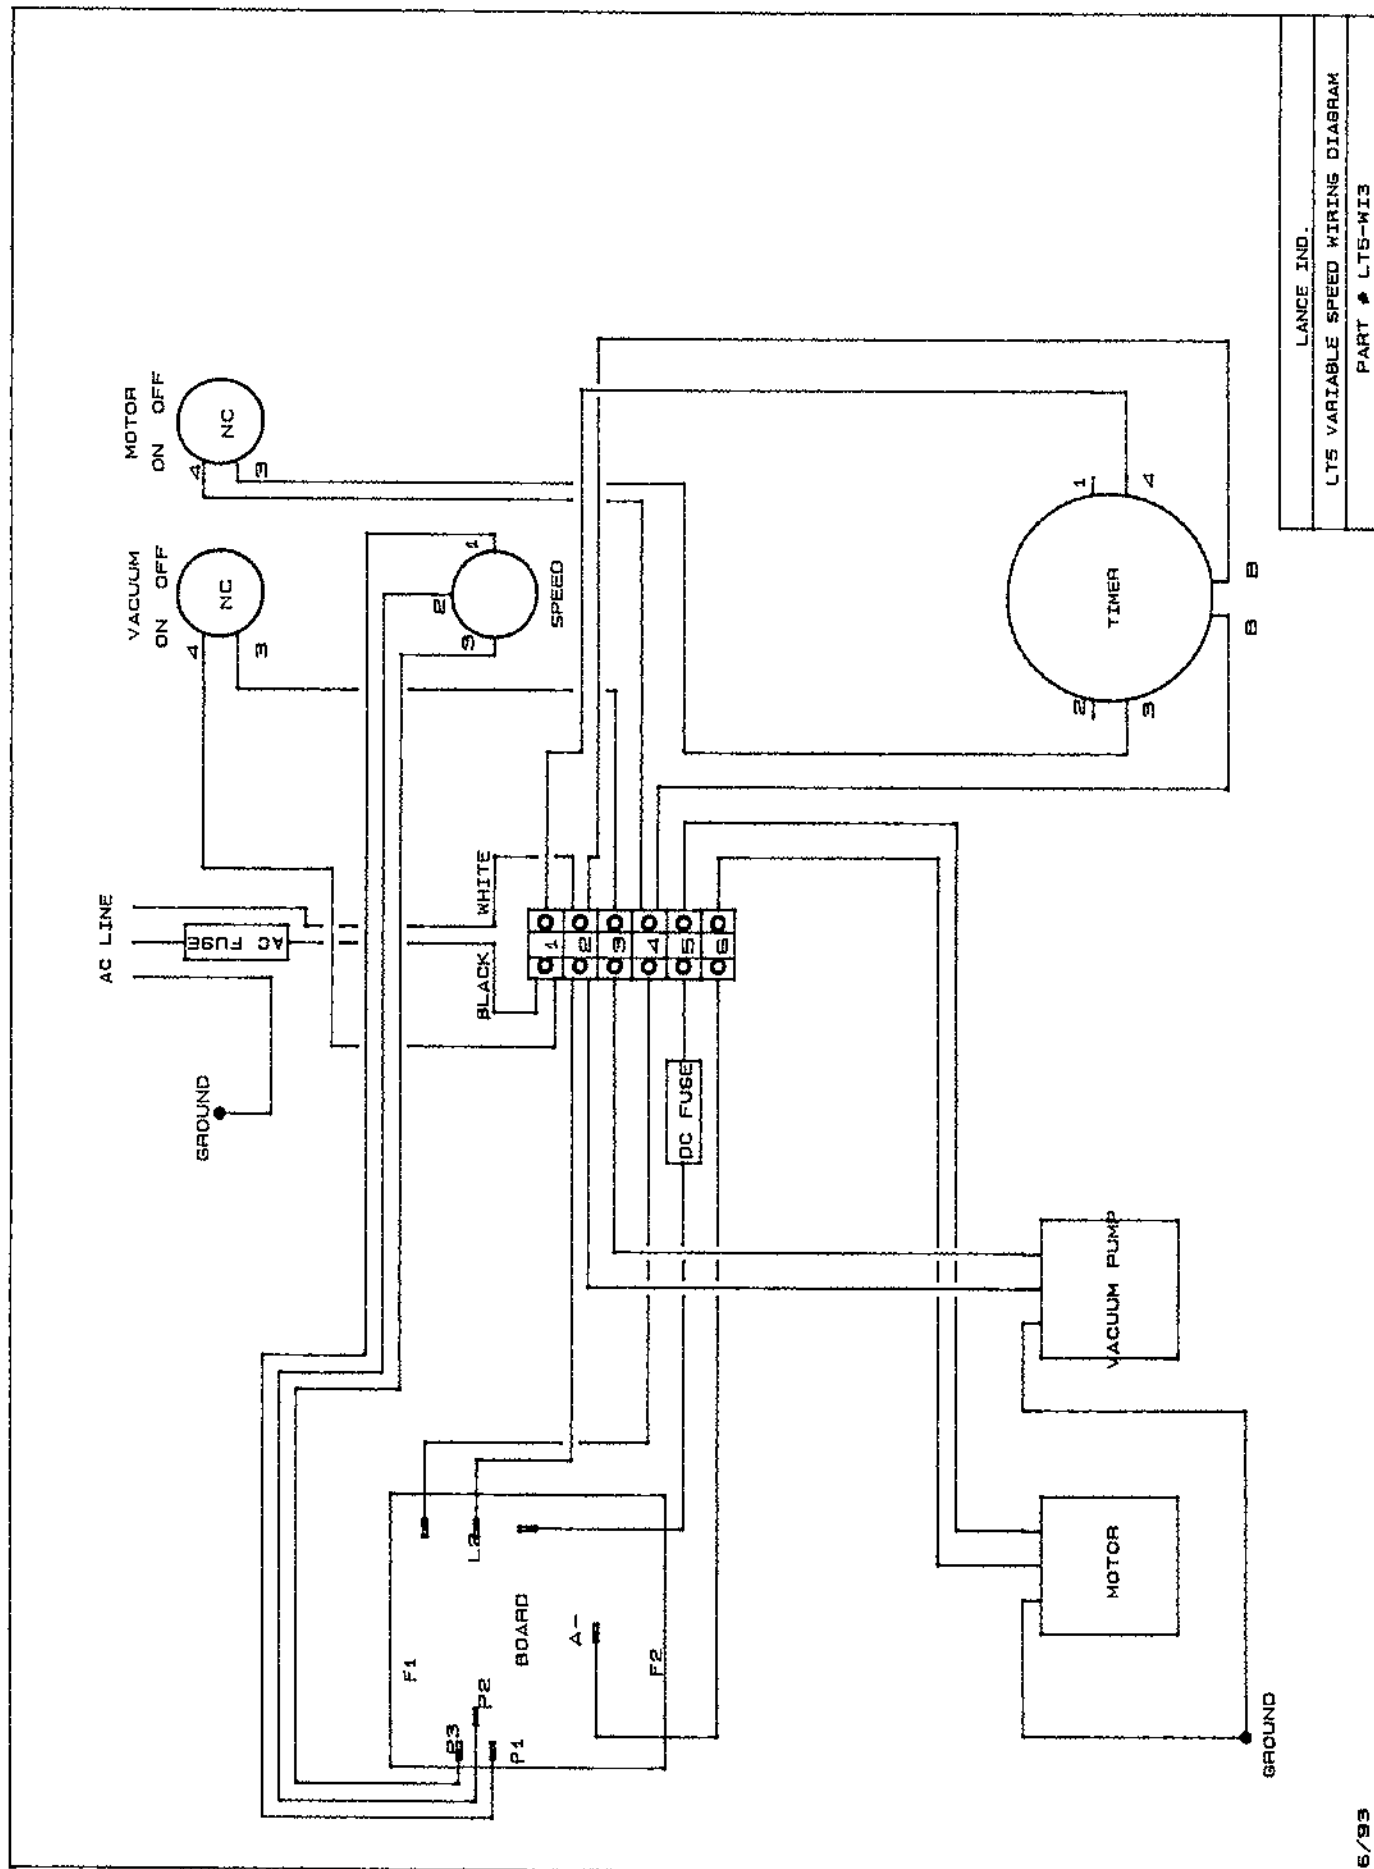 MOTOR
ON OFF
NC
4
3
VACUUM
ON OFF
NC
4
3
SPEED
1
2
3
AC LINE
AC FUSE
GROUND
BLACK
WHITE
1
2
3
4
5
6
DC FUSE
TIMER
1
4
2
3
B
B
F1
L2
BOARD
P3
P2
P1
A-
F2
VACUUM PUMP
MOTOR
GROUND
6/93
LANCE IND.
LT5 VARIABLE SPEED WIRING DIAGRAM
PART # LT5-WI3